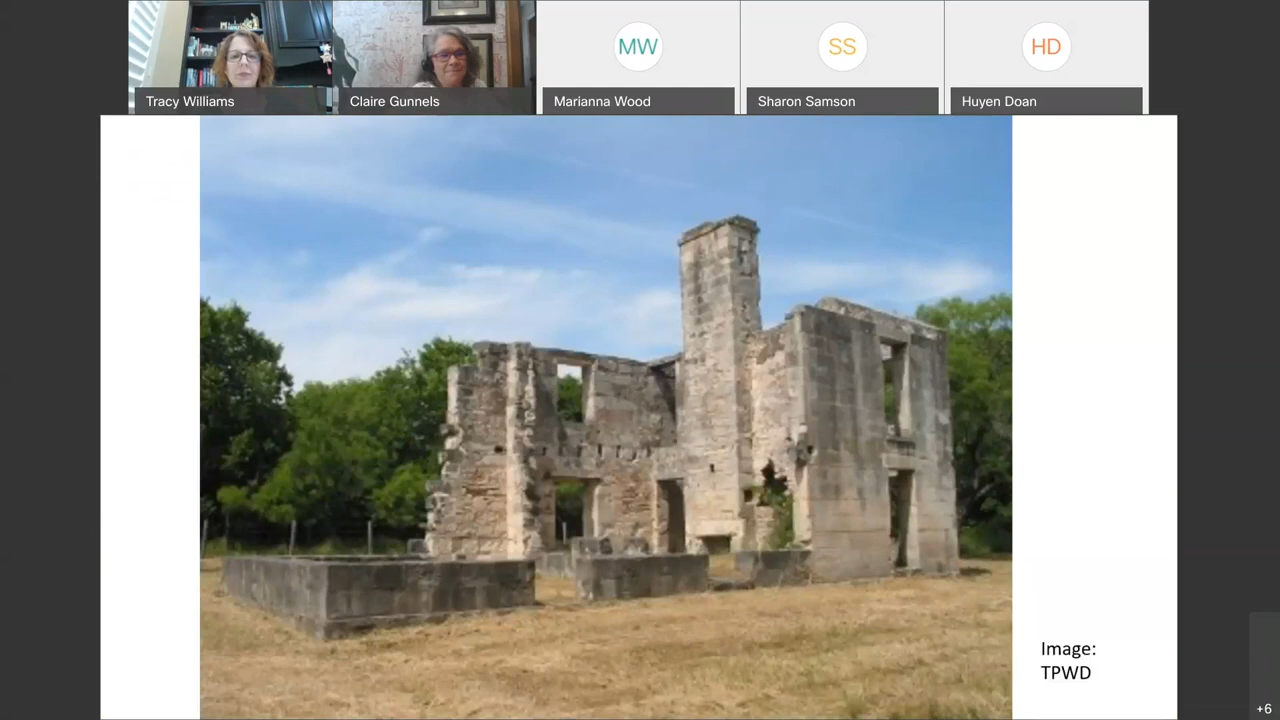 MW
SS
HD
Tracy Williams
Claire Gunnels
Marianna Wood
Sharon Samson
Huyen Doan
Image:
TPWD
+6